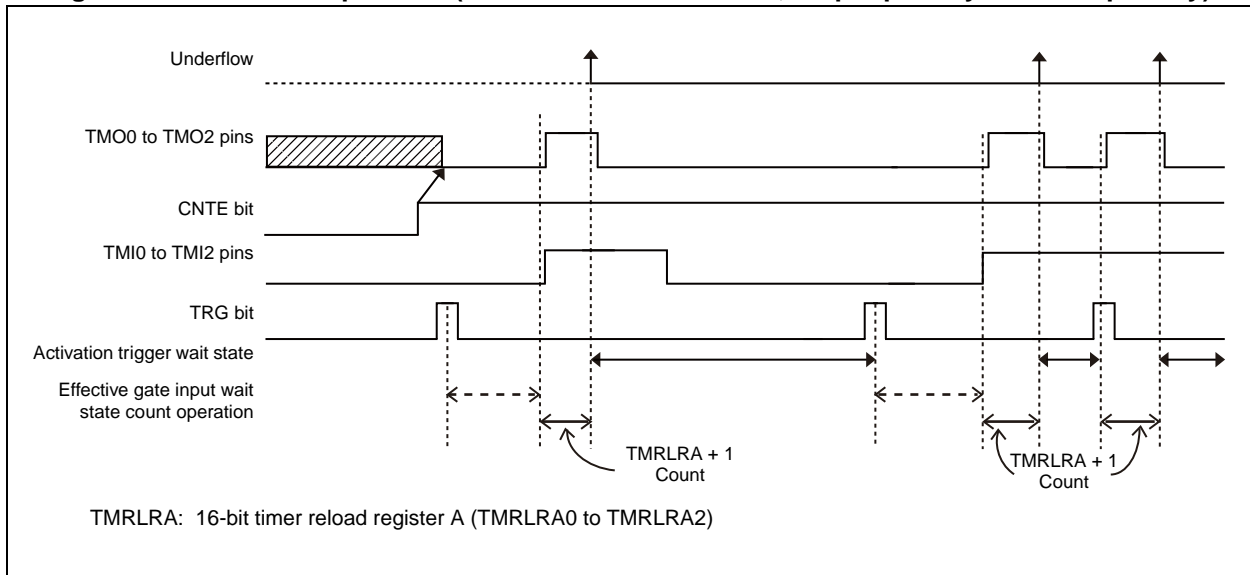 Underflow
TMO0 to TMO2 pins
CNTE bit
TMI0 to TMI2 pins
TRG bit
Activation trigger wait state
Effective gate input wait
state count operation
TMRLRA + 1
Count
TMRLRA + 1
Count
TMRLRA: 16-bit timer reload register A (TMRLRA0 to TMRLRA2)